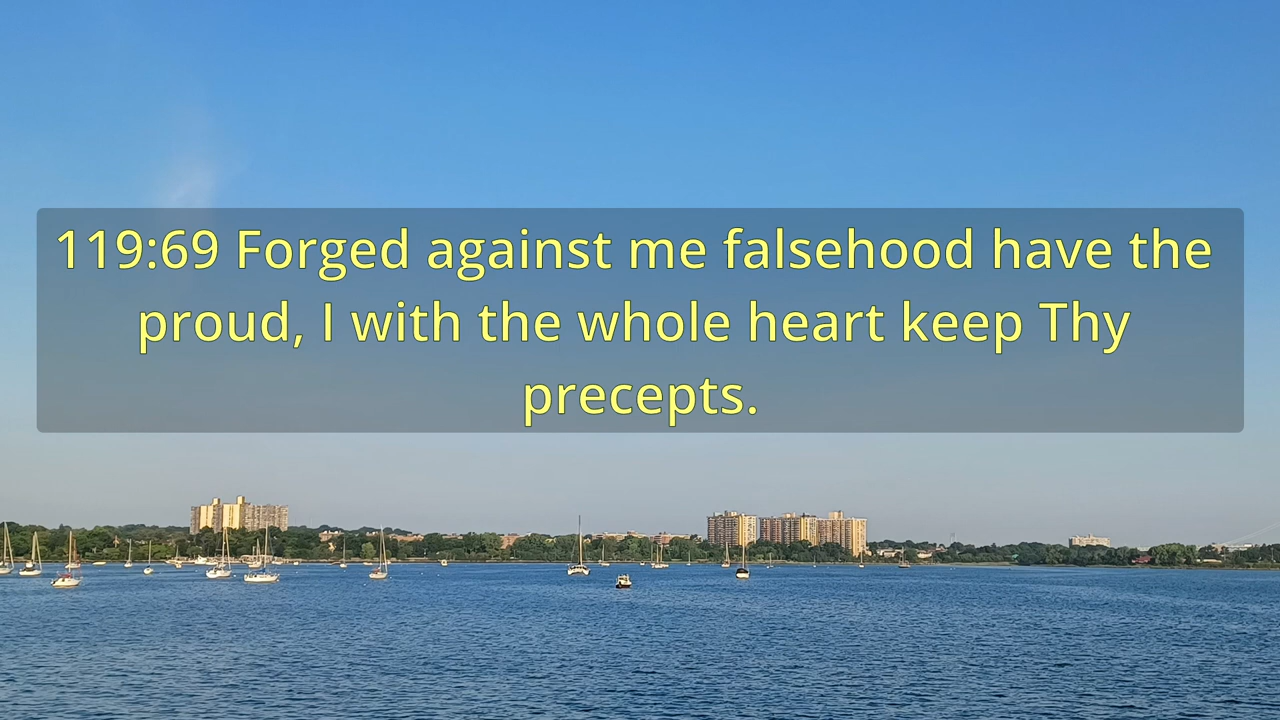 119:69 Forged against me falsehood have the
proud, I with the whole heart keep Thy
precepts.